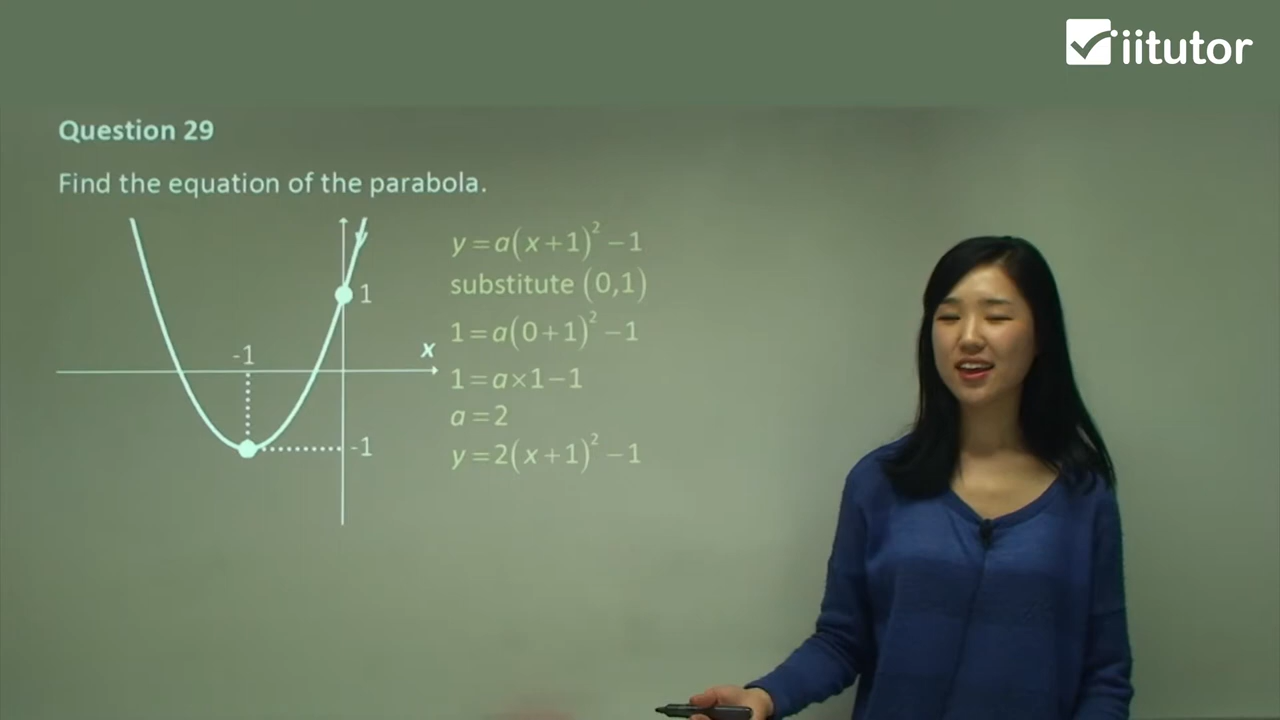 iitutor
Question 29
Find the equation of the parabola.
y=a(x+1)²−1
substitute (0,1)
1
1=a(0+1)²−1
-1
x
1=a×1−1
a=2
-1
y=2(x+1)²−1